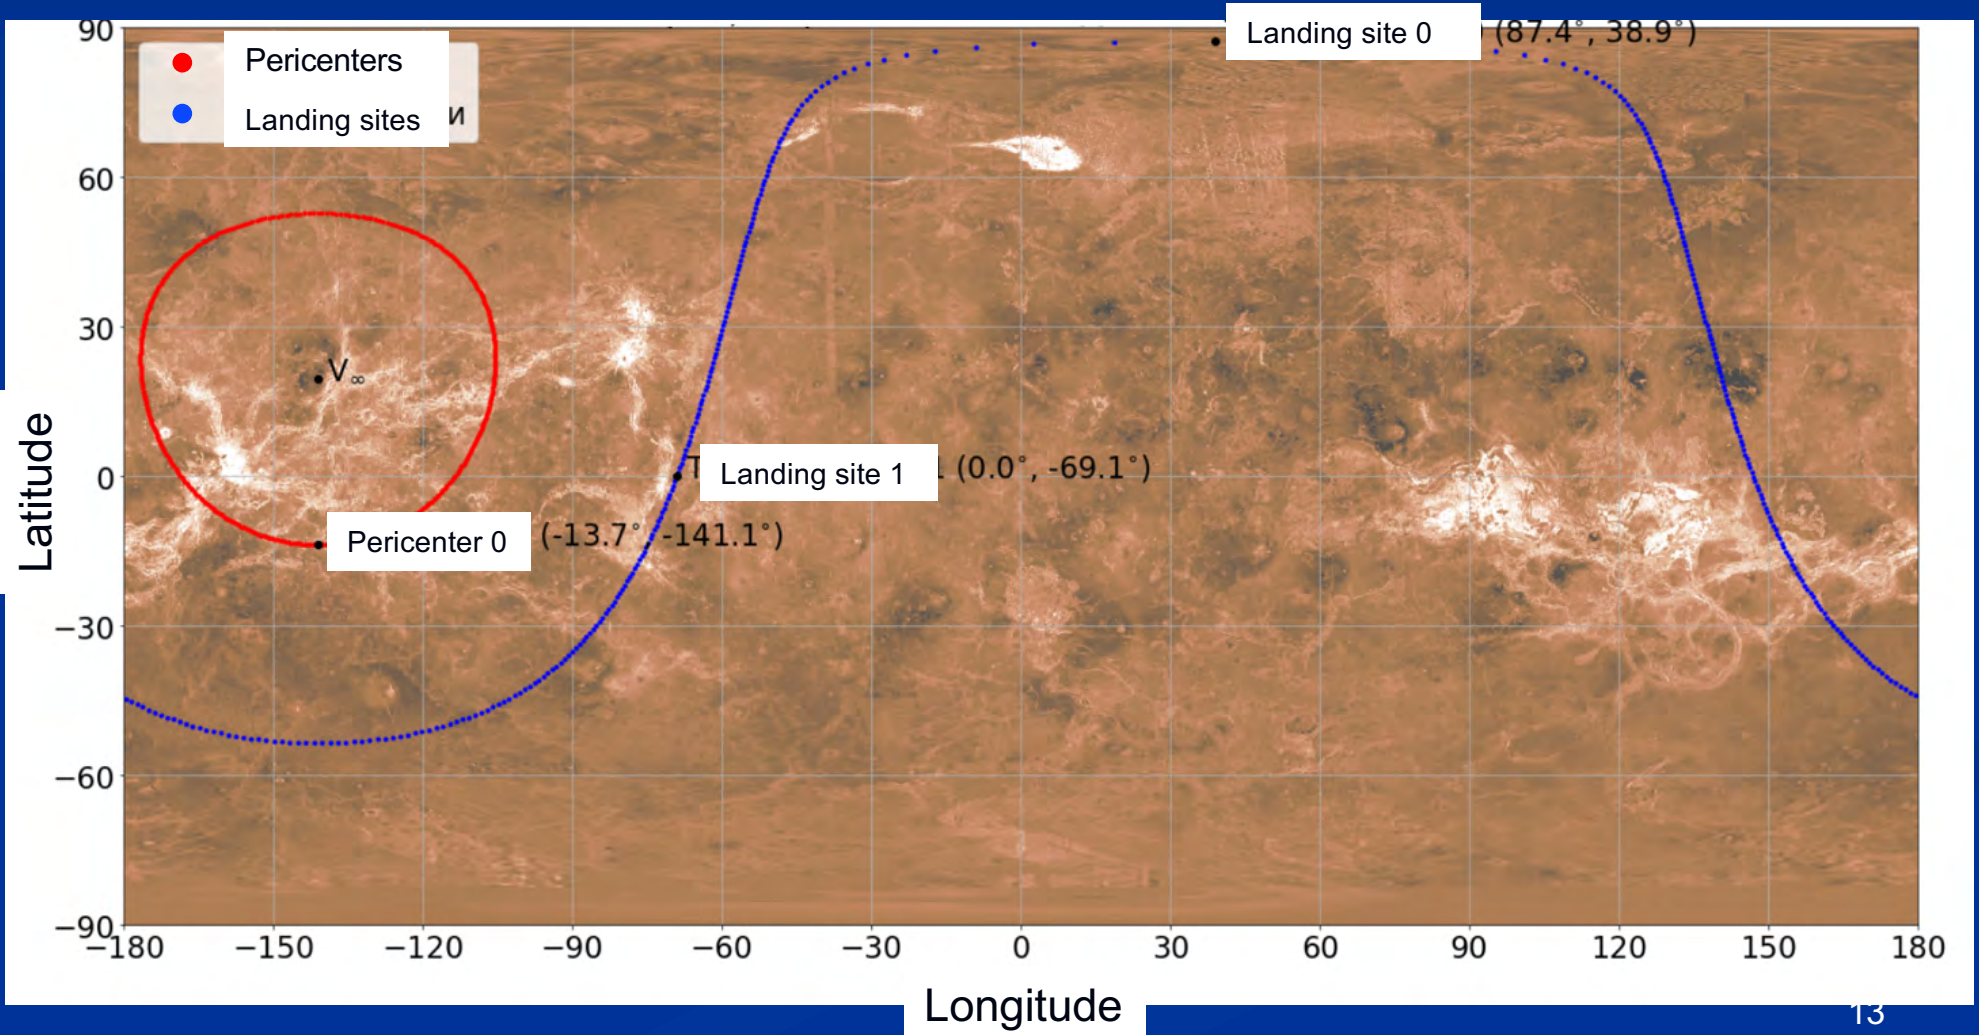 Landing site 0 (87.4°, 38.9°)
Pericenters
Landing sites и
V∞
Landing site 1 (0.0°, -69.1°)
Pericenter 0 (-13.7° -141.1°)
Latitude
90
60
30
0
−30
−60
−90
−180 −150 −120 −90 −60 −30 0 30 60 90 120 150 180
Longitude
13